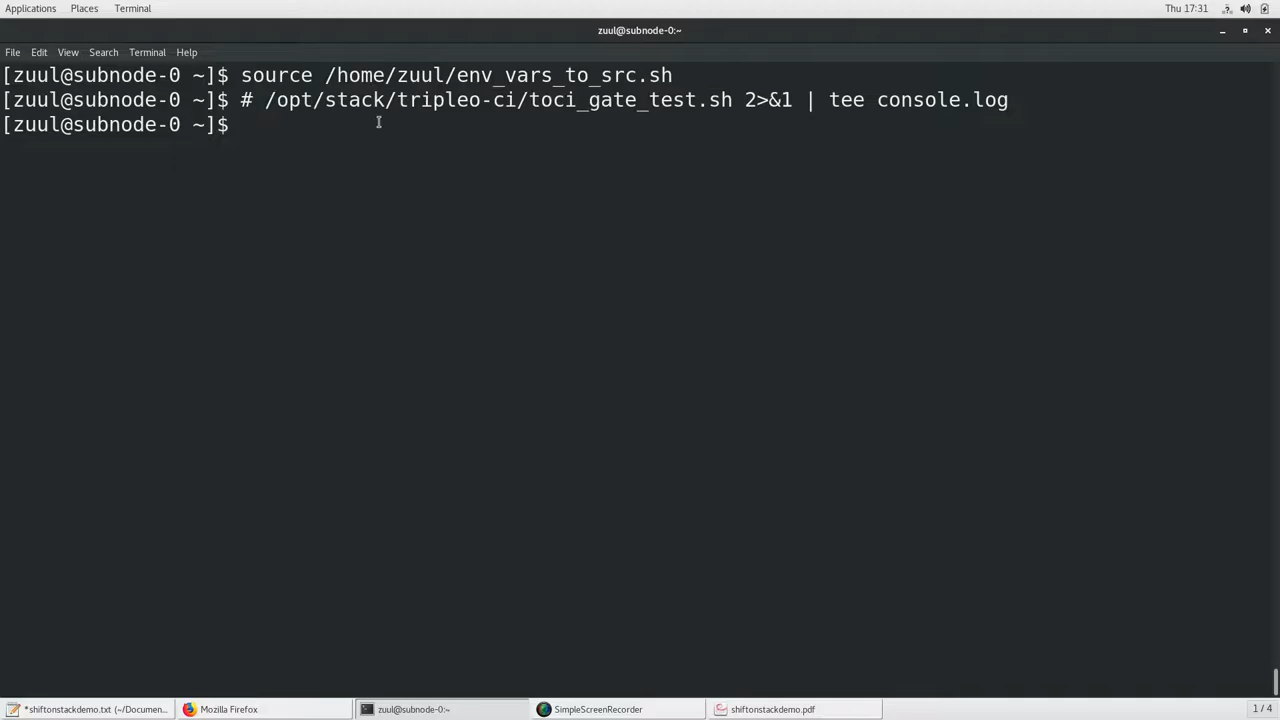 Applications Places Terminal Thu 17:31
zuul@subnode-0:~
File Edit View Search Terminal Help
[zuul@subnode-0 ~]$ source /home/zuul/env_vars_to_src.sh
[zuul@subnode-0 ~]$ # /opt/stack/tripleo-ci/toci_gate_test.sh 2>&1 | tee console.log
[zuul@subnode-0 ~]$
*shiftonstackdemo.txt (~/Documen... Mozilla Firefox zuul@subnode-0:~ SimpleScreenRecorder shiftonstackdemo.pdf 1 / 4